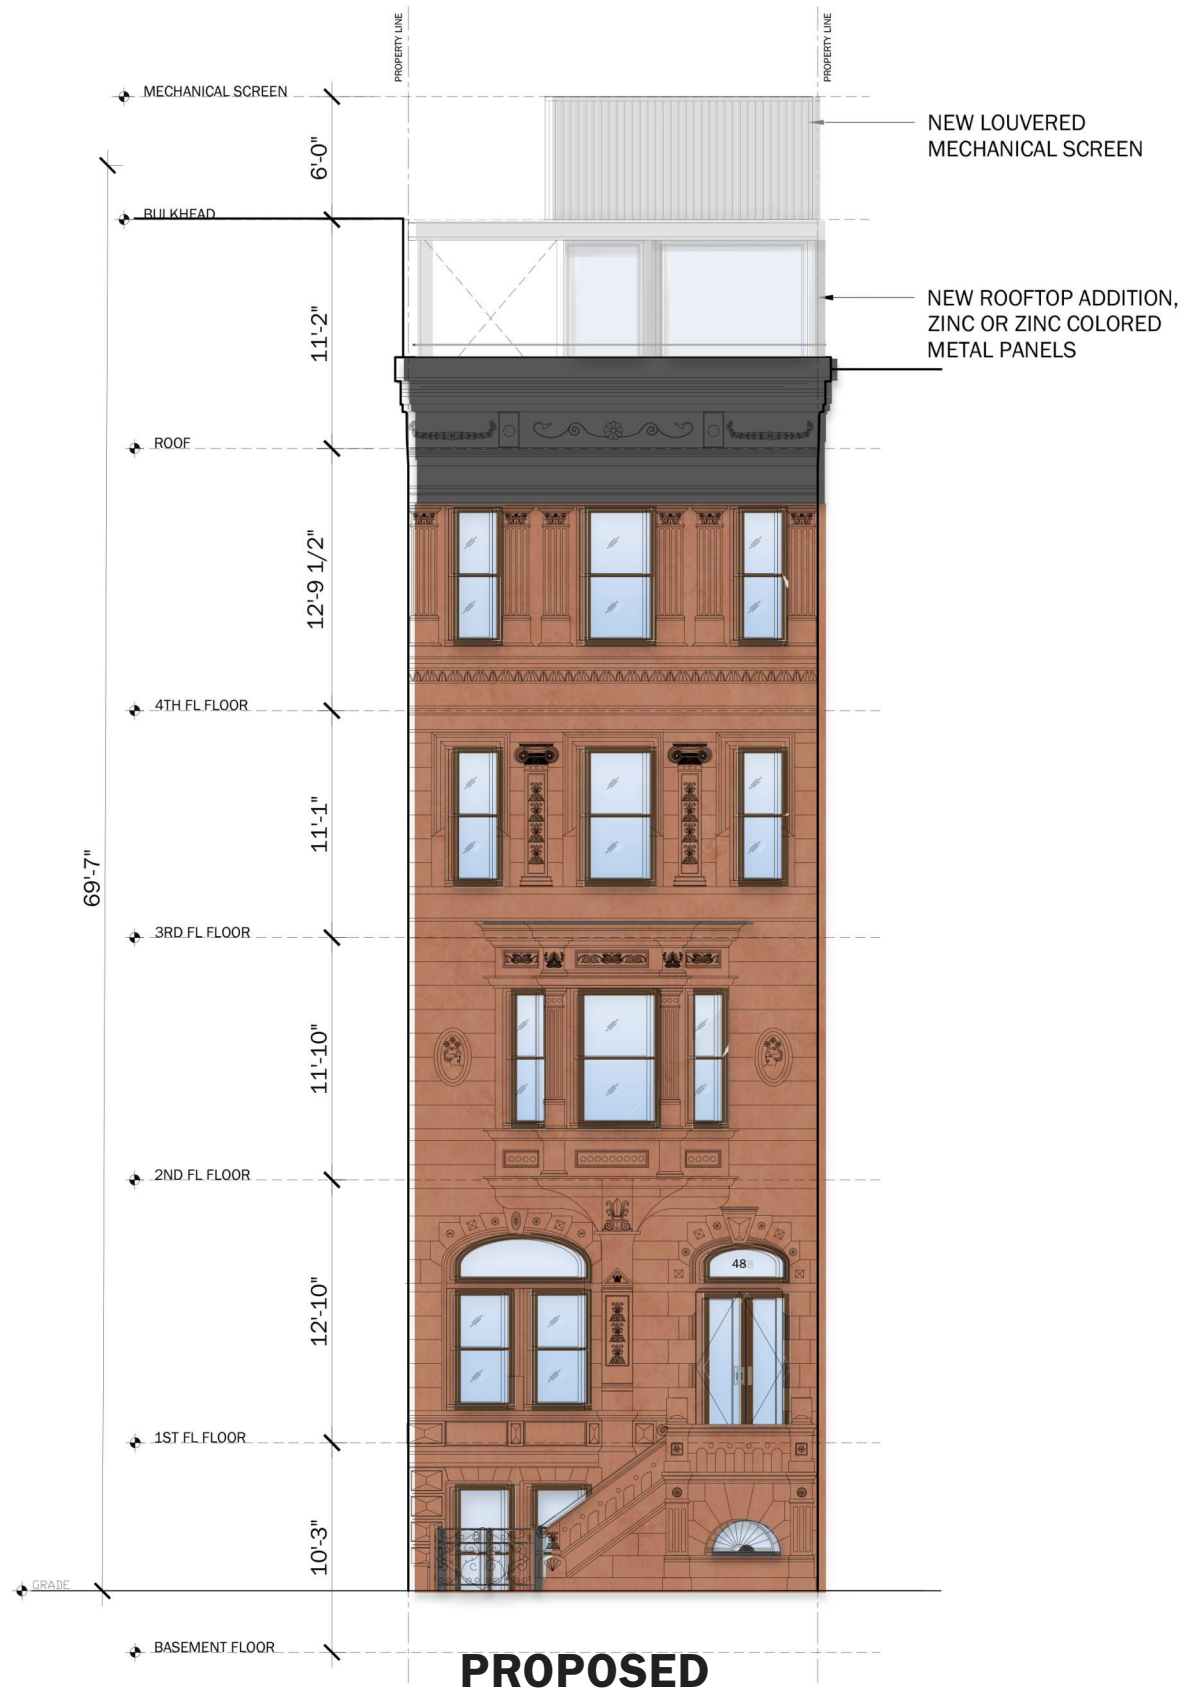 PROPERTY LINE
PROPERTY LINE
MECHANICAL SCREEN
NEW LOUVERED
MECHANICAL SCREEN
6'-0"
BULKHEAD
11'-2"
NEW ROOFTOP ADDITION,
ZINC OR ZINC COLORED
METAL PANELS
ROOF
12'-9 1/2"
4TH FL FLOOR
11'-1"
69'-7"
3RD FL FLOOR
11'-10"
2ND FL FLOOR
48
12'-10"
1ST FL FLOOR
10'-3"
GRADE
BASEMENT FLOOR
PROPOSED